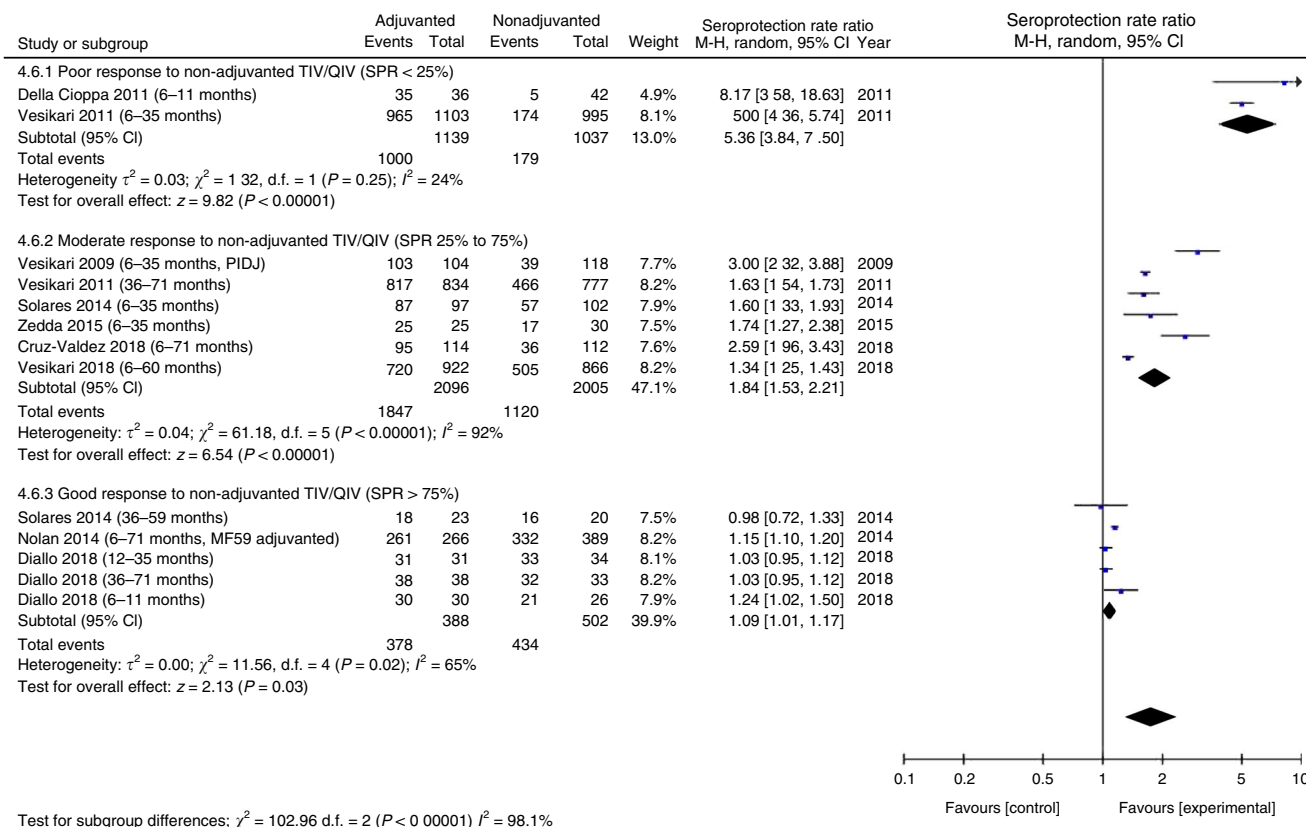 Adjuvanted Nonadjuvanted Seroprotection rate ratio Seroprotection rate ratio
Study or subgroup Events Total Events Total Weight M-H, random, 95% CI Year M-H, random, 95% CI
4.6.1 Poor response to non-adjuvanted TIV/QIV (SPR < 25%)
Della Cioppa 2011 (6–11 months) 35 36 5 42 4.9% 8.17 [3 58, 18.63] 2011
Vesikari 2011 (6–35 months) 965 1103 174 995 8.1% 500 [4 36, 5.74] 2011
Subtotal (95% CI) 1139 1037 13.0% 5.36 [3.84, 7 .50]
Total events 1000 179
Heterogeneity τ² = 0.03; χ² = 1 32, d.f. = 1 (P = 0.25); I² = 24%
Test for overall effect: z = 9.82 (P < 0.00001)
4.6.2 Moderate response to non-adjuvanted TIV/QIV (SPR 25% to 75%)
Vesikari 2009 (6–35 months, PIDJ) 103 104 39 118 7.7% 3.00 [2 32, 3.88] 2009
Vesikari 2011 (36–71 months) 817 834 466 777 8.2% 1.63 [1 54, 1.73] 2011
Solares 2014 (6–35 months) 87 97 57 102 7.9% 1.60 [1 33, 1.93] 2014
Zedda 2015 (6–35 months) 25 25 17 30 7.5% 1.74 [1.27, 2.38] 2015
Cruz-Valdez 2018 (6–71 months) 95 114 36 112 7.6% 2.59 [1 96, 3.43] 2018
Vesikari 2018 (6–60 months) 720 922 505 866 8.2% 1.34 [1 25, 1.43] 2018
Subtotal (95% CI) 2096 2005 47.1% 1.84 [1.53, 2.21]
Total events 1847 1120
Heterogeneity: τ² = 0.04; χ² = 61.18, d.f. = 5 (P < 0.00001); I² = 92%
Test for overall effect: z = 6.54 (P < 0.00001)
4.6.3 Good response to non-adjuvanted TIV/QIV (SPR > 75%)
Solares 2014 (36–59 months) 18 23 16 20 7.5% 0.98 [0.72, 1.33] 2014
Nolan 2014 (6–71 months, MF59 adjuvanted) 261 266 332 389 8.2% 1.15 [1.10, 1.20] 2014
Diallo 2018 (12–35 months) 31 31 33 34 8.1% 1.03 [0.95, 1.12] 2018
Diallo 2018 (36–71 months) 38 38 32 33 8.2% 1.03 [0.95, 1.12] 2018
Diallo 2018 (6–11 months) 30 30 21 26 7.9% 1.24 [1.02, 1.50] 2018
Subtotal (95% CI) 388 502 39.9% 1.09 [1.01, 1.17]
Total events 378 434
Heterogeneity: τ² = 0.00; χ² = 11.56, d.f. = 4 (P = 0.02); I² = 65%
Test for overall effect: z = 2.13 (P = 0.03)
0.1 0.2 0.5 1 2 5 10
Favours [control] Favours [experimental]
Test for subgroup differences; χ² = 102.96 d.f. = 2 (P < 0 00001) I² = 98.1%